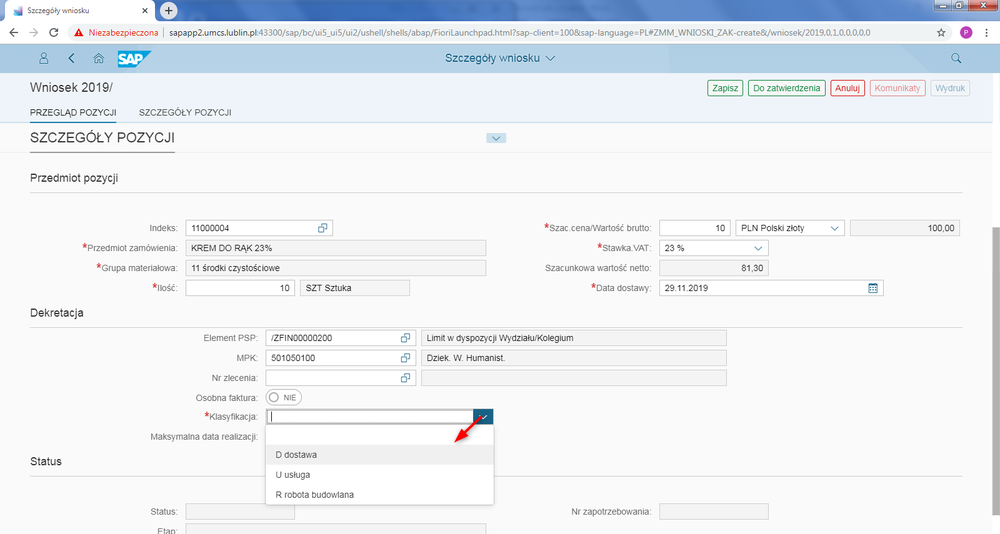 Szczegóły wniosku
Niezabezpieczona
sapapp2.umcs.lublin.pl:43300/sap/bc/ui5_ui5/ui2/ushell/shells/abap/FioriLaunchpad.html?sap-client=100&sap-language=PL#ZMM_WNIOSKI_ZAK-create&/wniosek/2019,0,1,0,0,0,0,0
P
SAP
Szczegóły wniosku
Wniosek 2019/
Zapisz
Do zatwierdzenia
Anuluj
Komunikaty
Wydruk
PRZEGLĄD POZYCJI
SZCZEGÓŁY POZYCJI
SZCZEGÓŁY POZYCJI
Przedmiot pozycji
Indeks: 11000004
*Szac.cena/Wartość brutto: 10 PLN Polski złoty 100,00
*Przedmiot zamówienia: KREM DO RĄK 23%
*Stawka.VAT: 23 %
*Grupa materiałowa: 11 środki czystościowe
Szacunkowa wartość netto: 81,30
*Ilość: 10 SZT Sztuka
*Data dostawy: 29.11.2019
Dekretacja
Element PSP: /ZFIN00000200 Limit w dyspozycji Wydziału/Kolegium
MPK: 501050100 Dziek. W. Humanist.
Nr zlecenia:
Osobna faktura: NIE
*Klasyfikacja:
Maksymalna data realizacji:
D dostawa
U usługa
R robota budowlana
Status
Status:
Nr zapotrzebowania:
Etap: